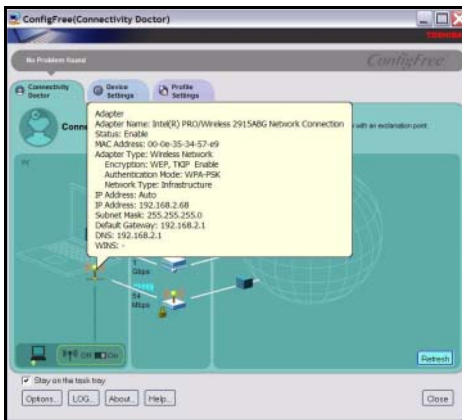 ConfigFree(Connectivity Doctor)
TOSHIBA
No Problem Found
ConfigFree
Connectivity Doctor
Device Settings
Profile Settings
Conn
with an explanation point.
PC
Adapter
Adapter Name: Intel(R) PRO/Wireless 2915ABG Network Connection
Status: Enable
MAC Address: 00-0e-35-34-57-e9
Adapter Type: Wireless Network
Encryption: WEP, TKIP Enable
Authentication Mode: WPA-PSK
Network Type: Infrastructure
IP Address: Auto
IP Address: 192.168.2.68
Subnet Mask: 255.255.255.0
Default Gateway: 192.168.2.1
DNS: 192.168.2.1
WINS: -
1
Gbps
54
Mbps
Off On
Refresh
Stay on the task tray
Options... LOG... About... Help... Close